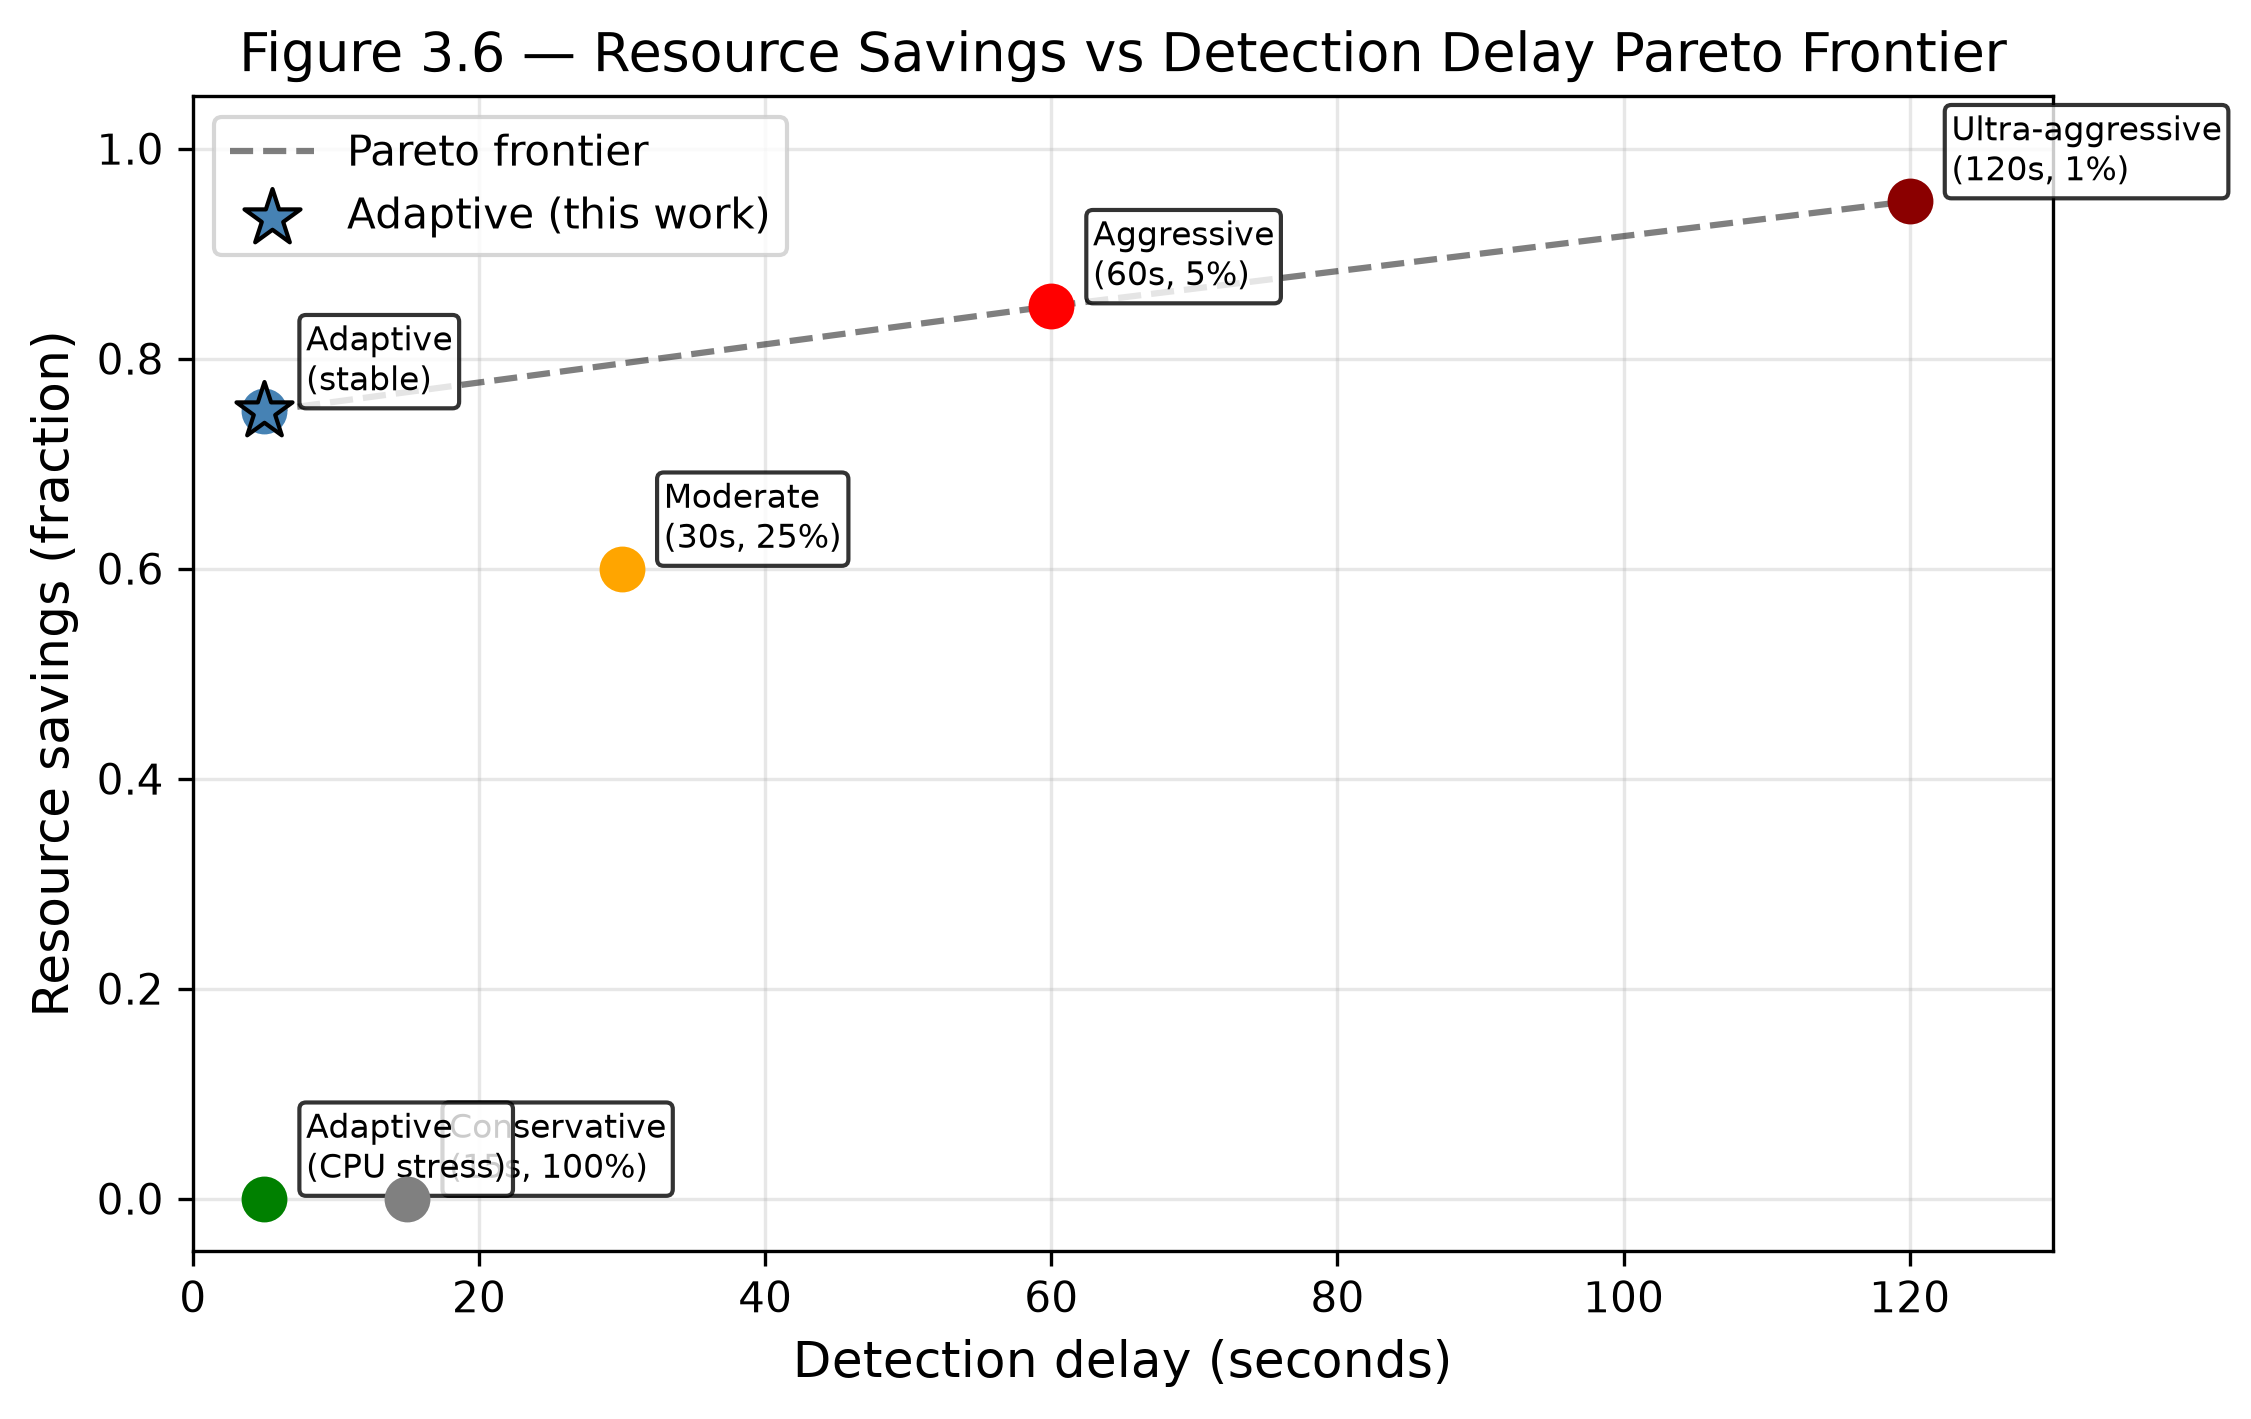 Figure 3.6 — Resource Savings vs Detection Delay Pareto Frontier
Pareto frontier
Adaptive (this work)
Ultra-aggressive
(120s, 1%)
Aggressive
(60s, 5%)
Adaptive
(stable)
Moderate
(30s, 25%)
Adaptive
(CPU stress)
Conservative
(15s, 100%)
Resource savings (fraction)
1.0
0.8
0.6
0.4
0.2
0.0
0
20
40
60
80
100
120
Detection delay (seconds)